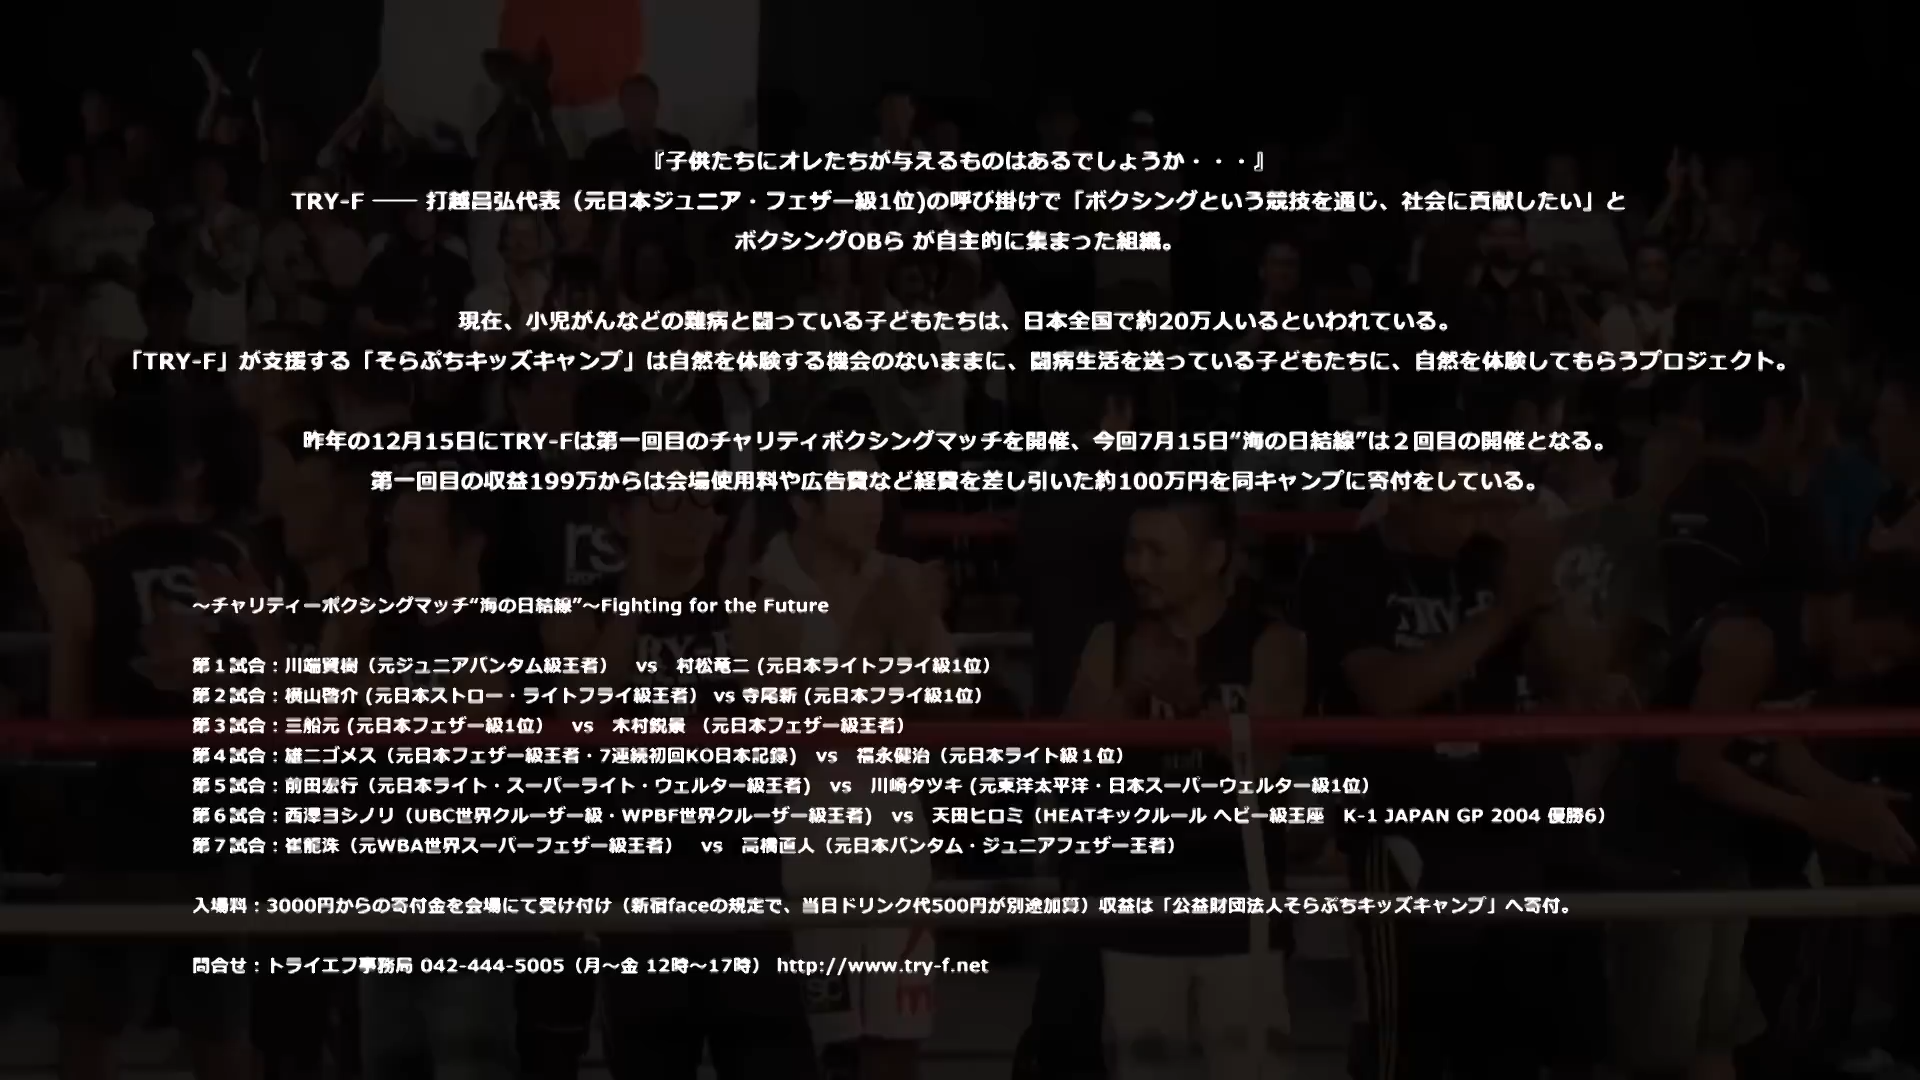 『子供たちにオレたちが与えるものはあるでしょうか・・・』
TRY-F ―― 打越昌弘代表（元日本ジュニア・フェザー級1位)の呼び掛けで「ボクシングという競技を通じ、社会に貢献したい」と
ボクシングOBら が自主的に集まった組織。
現在、小児がんなどの難病と闘っている子どもたちは、日本全国で約20万人いるといわれている。
「TRY-F」が支援する「そらぷちキッズキャンプ」は自然を体験する機会のないままに、闘病生活を送っている子どもたちに、自然を体験してもらうプロジェクト。
昨年の12月15日にTRY-Fは第一回目のチャリティボクシングマッチを開催、今回7月15日“海の日結線”は２回目の開催となる。
第一回目の収益199万からは会場使用料や広告費など経費を差し引いた約100万円を同キャンプに寄付をしている。
rs
rs
TRY-F
～チャリティーボクシングマッチ“海の日結線”～Fighting for the Future
第１試合：川端賢樹（元ジュニアバンタム級王者）　vs　村松竜二 (元日本ライトフライ級1位）
第２試合：横山啓介 (元日本ストロー・ライトフライ級王者） vs 寺尾新 (元日本フライ級1位）
第３試合：三船元 (元日本フェザー級1位）　vs　木村鋭景 （元日本フェザー級王者）
第４試合：雄二ゴメス（元日本フェザー級王者・7連続初回KO日本記録)　vs　福永健治（元日本ライト級１位）
第５試合：前田宏行（元日本ライト・スーパーライト・ウェルター級王者)　vs　川崎タツキ (元東洋太平洋・日本スーパーウェルター級1位）
第６試合：西澤ヨシノリ（UBC世界クルーザー級・WPBF世界クルーザー級王者)　vs　天田ヒロミ（HEATキックルール ヘビー級王座　K-1 JAPAN GP 2004 優勝6）
第７試合：崔龍洙（元WBA世界スーパーフェザー級王者）　vs　高橋直人（元日本バンタム・ジュニアフェザー王者）
入場料：3000円からの寄付金を会場にて受け付け（新宿faceの規定で、当日ドリンク代500円が別途加算）収益は「公益財団法人そらぷちキッズキャンプ」へ寄付。
問合せ：トライエフ事務局 042-444-5005（月～金 12時～17時） http://www.try-f.net